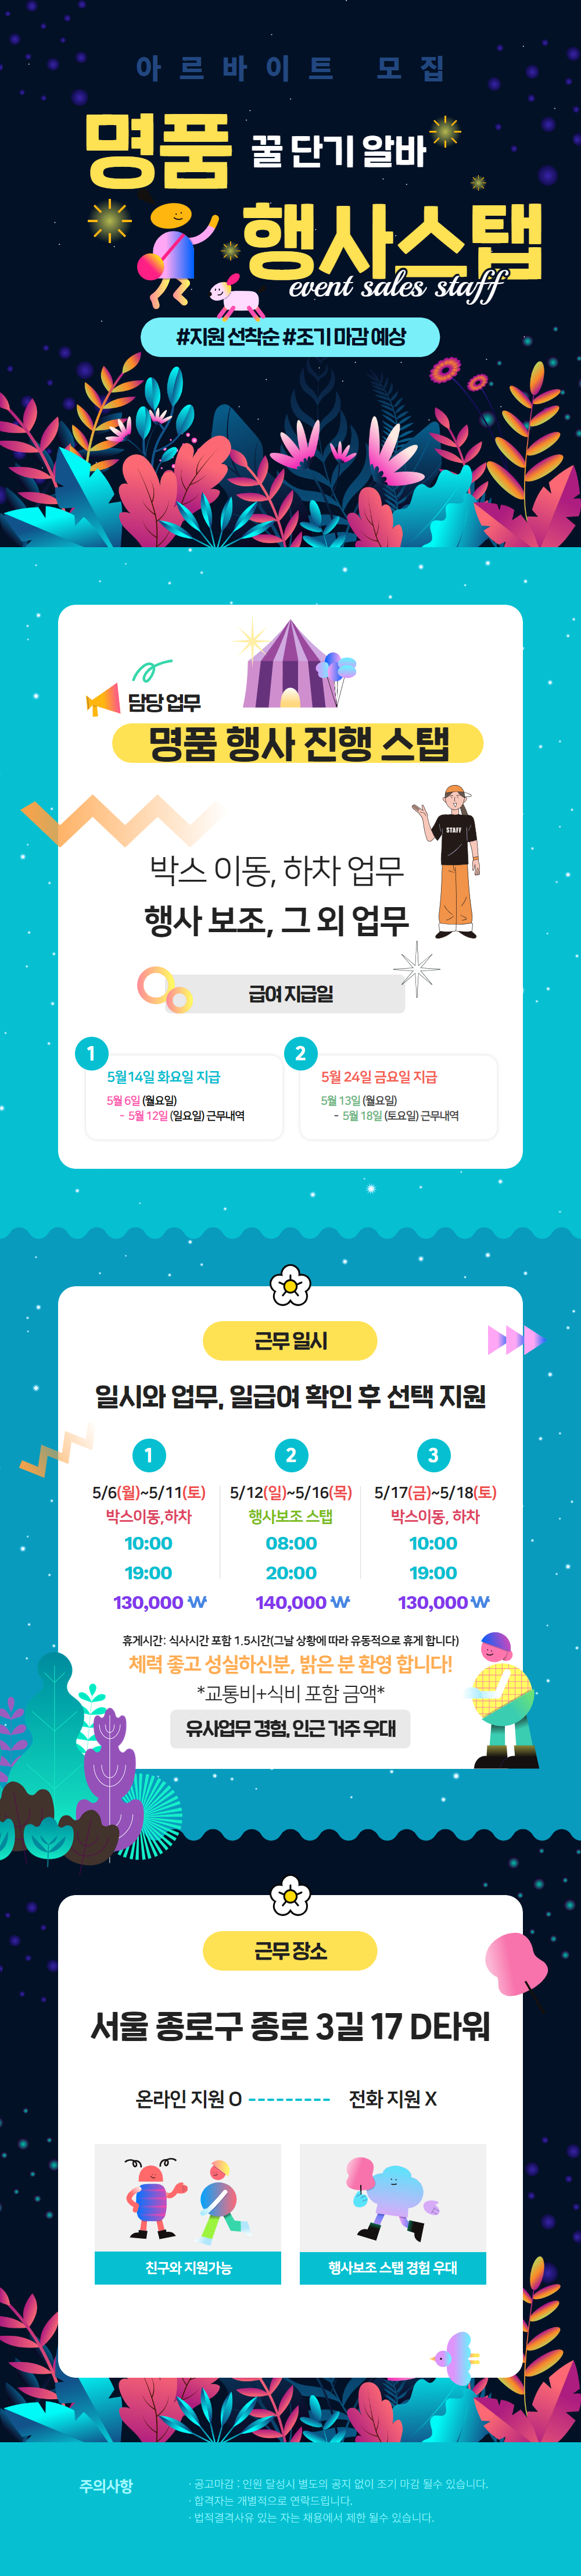 아르바이트 모집
명품 꿀 단기 알바
행사스탭
event sales staff
#지원 선착순 #조기 마감 예상
담당 업무
명품 행사 진행 스탭
STAFF
박스 이동, 하차 업무
행사 보조, 그 외 업무
급여 지급일
1
5월14일 화요일 지급
5월 6일 (월요일)
- 5월 12일 (일요일) 근무내역
2
5월 24일 금요일 지급
5월 13일 (월요일)
- 5월 18일 (토요일) 근무내역
근무 일시
일시와 업무, 일급여 확인 후 선택 지원
1
5/6(월)~5/11(토)
박스이동,하차
10:00
19:00
130,000 ₩
2
5/12(일)~5/16(목)
행사보조 스탭
08:00
20:00
140,000 ₩
3
5/17(금)~5/18(토)
박스이동, 하차
10:00
19:00
130,000 ₩
휴게시간: 식사시간 포함 1.5시간(그날 상황에 따라 유동적으로 휴게 합니다)
체력 좋고 성실하신분, 밝은 분 환영 합니다!
*교통비+식비 포함 금액*
유사업무 경험, 인근 거주 우대
근무 장소
서울 종로구 종로 3길 17 D타워
온라인 지원 O --------- 전화 지원 X
친구와 지원가능
행사보조 스탭 경험 우대
주의사항
· 공고마감 : 인원 달성시 별도의 공지 없이 조기 마감 될수 있습니다.
· 합격자는 개별적으로 연락드립니다.
· 법적결격사유 있는 자는 채용에서 제한 될수 있습니다.